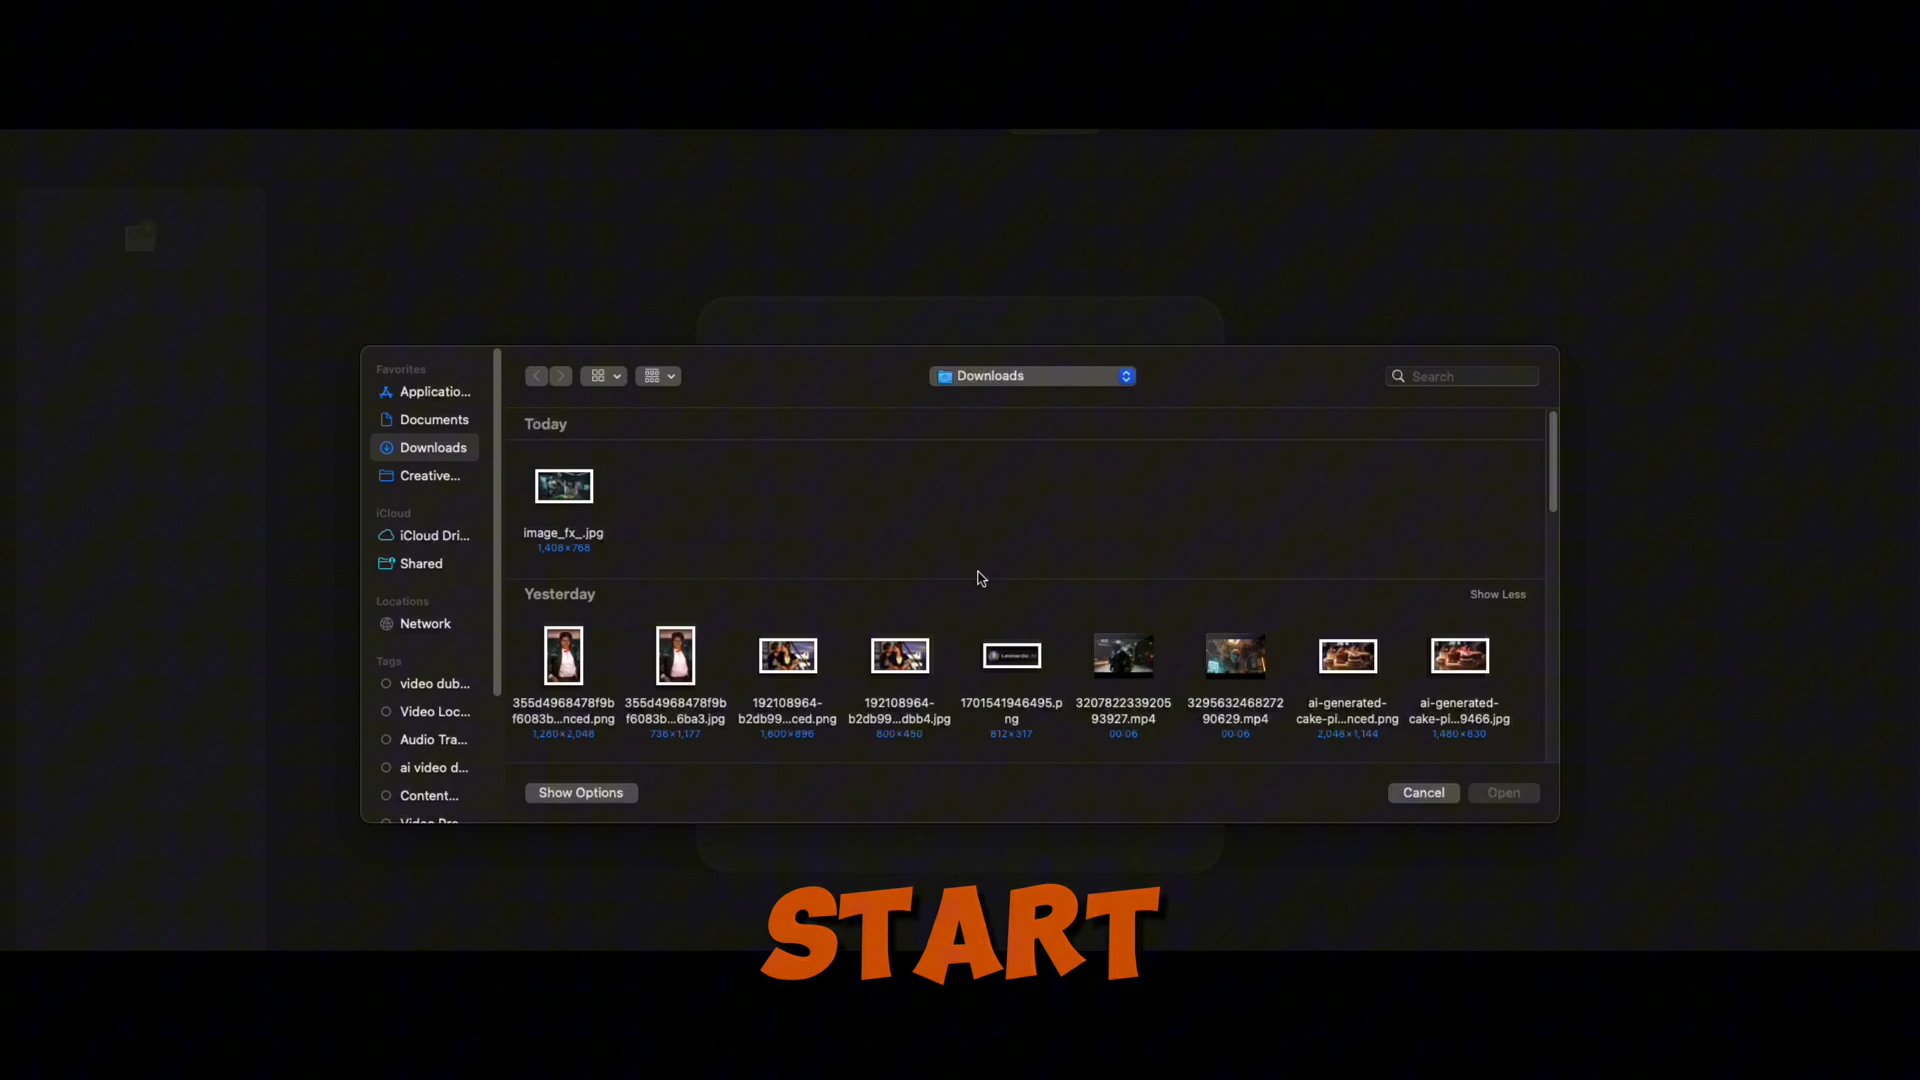 Favorites
Applicatio...
Documents
Downloads
Creative...
iCloud
iCloud Dri...
Shared
Locations
Network
Tags
video dub...
Video Loc...
Audio Tra...
ai video d...
Content...
Video Pre...
Downloads
Search
Today
image_fx_.jpg
1,408×768
Yesterday
Show Less
355d4968478f9b
f6083b...nced.png
1,280×2,048
355d4968478f9b
f6083b...6ba3.jpg
736×1,177
192108964-
b2db99...ced.png
1,600×896
192108964-
b2db99...dbb4.jpg
800×450
1701541946495.p
ng
812×317
3207822339205
93927.mp4
00:06
3295632468272
90629.mp4
00:06
ai-generated-
cake-pi...nced.png
2,048×1,144
ai-generated-
cake-pi...9466.jpg
1,480×830
Show Options
Cancel
Open
START